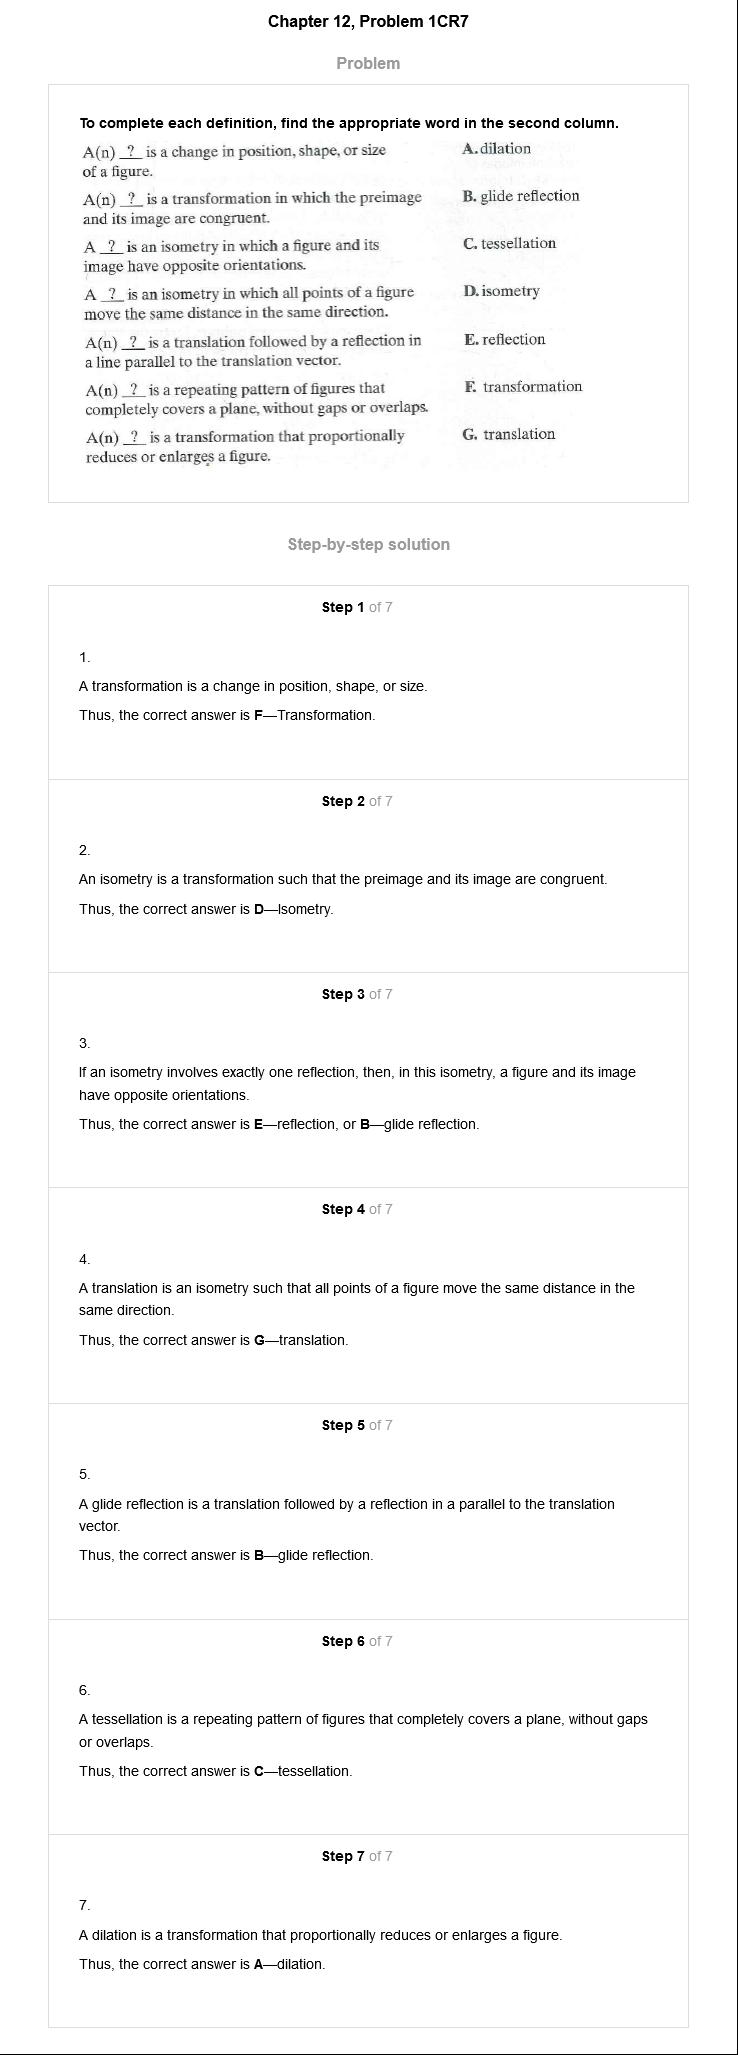 Chapter 12, Problem 1CR7
Problem
To complete each definition, find the appropriate word in the second column.
A(n) ? is a change in position, shape, or size
of a figure.
A. dilation
A(n) ? is a transformation in which the preimage
and its image are congruent.
B. glide reflection
A ? is an isometry in which a figure and its
image have opposite orientations.
C. tessellation
A ? is an isometry in which all points of a figure
move the same distance in the same direction.
D. isometry
A(n) ? is a translation followed by a reflection in
a line parallel to the translation vector.
E. reflection
A(n) ? is a repeating pattern of figures that
completely covers a plane, without gaps or overlaps.
F. transformation
A(n) ? is a transformation that proportionally
reduces or enlarges a figure.
G. translation
Step-by-step solution
Step 1 of 7
1.
A transformation is a change in position, shape, or size.
Thus, the correct answer is F—Transformation.
Step 2 of 7
2.
An isometry is a transformation such that the preimage and its image are congruent.
Thus, the correct answer is D—Isometry.
Step 3 of 7
3.
If an isometry involves exactly one reflection, then, in this isometry, a figure and its image
have opposite orientations.
Thus, the correct answer is E—reflection, or B—glide reflection.
Step 4 of 7
4.
A translation is an isometry such that all points of a figure move the same distance in the
same direction.
Thus, the correct answer is G—translation.
Step 5 of 7
5.
A glide reflection is a translation followed by a reflection in a parallel to the translation
vector.
Thus, the correct answer is B—glide reflection.
Step 6 of 7
6.
A tessellation is a repeating pattern of figures that completely covers a plane, without gaps
or overlaps.
Thus, the correct answer is C—tessellation.
Step 7 of 7
7.
A dilation is a transformation that proportionally reduces or enlarges a figure.
Thus, the correct answer is A—dilation.